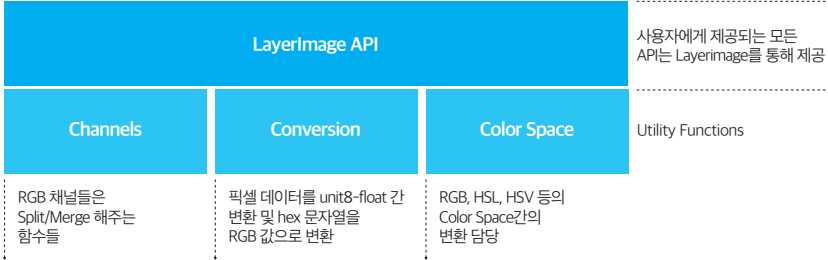 LayerImage API
사용자에게 제공되는 모든
API는 Layerimage를 통해 제공
Channels
Conversion
Color Space
Utility Functions
RGB 채널들은
Split/Merge 해주는
함수들
픽셀 데이터를 unit8-float 간
변환 및 hex 문자열을
RGB 값으로 변환
RGB, HSL, HSV 등의
Color Space간의
변환 담당